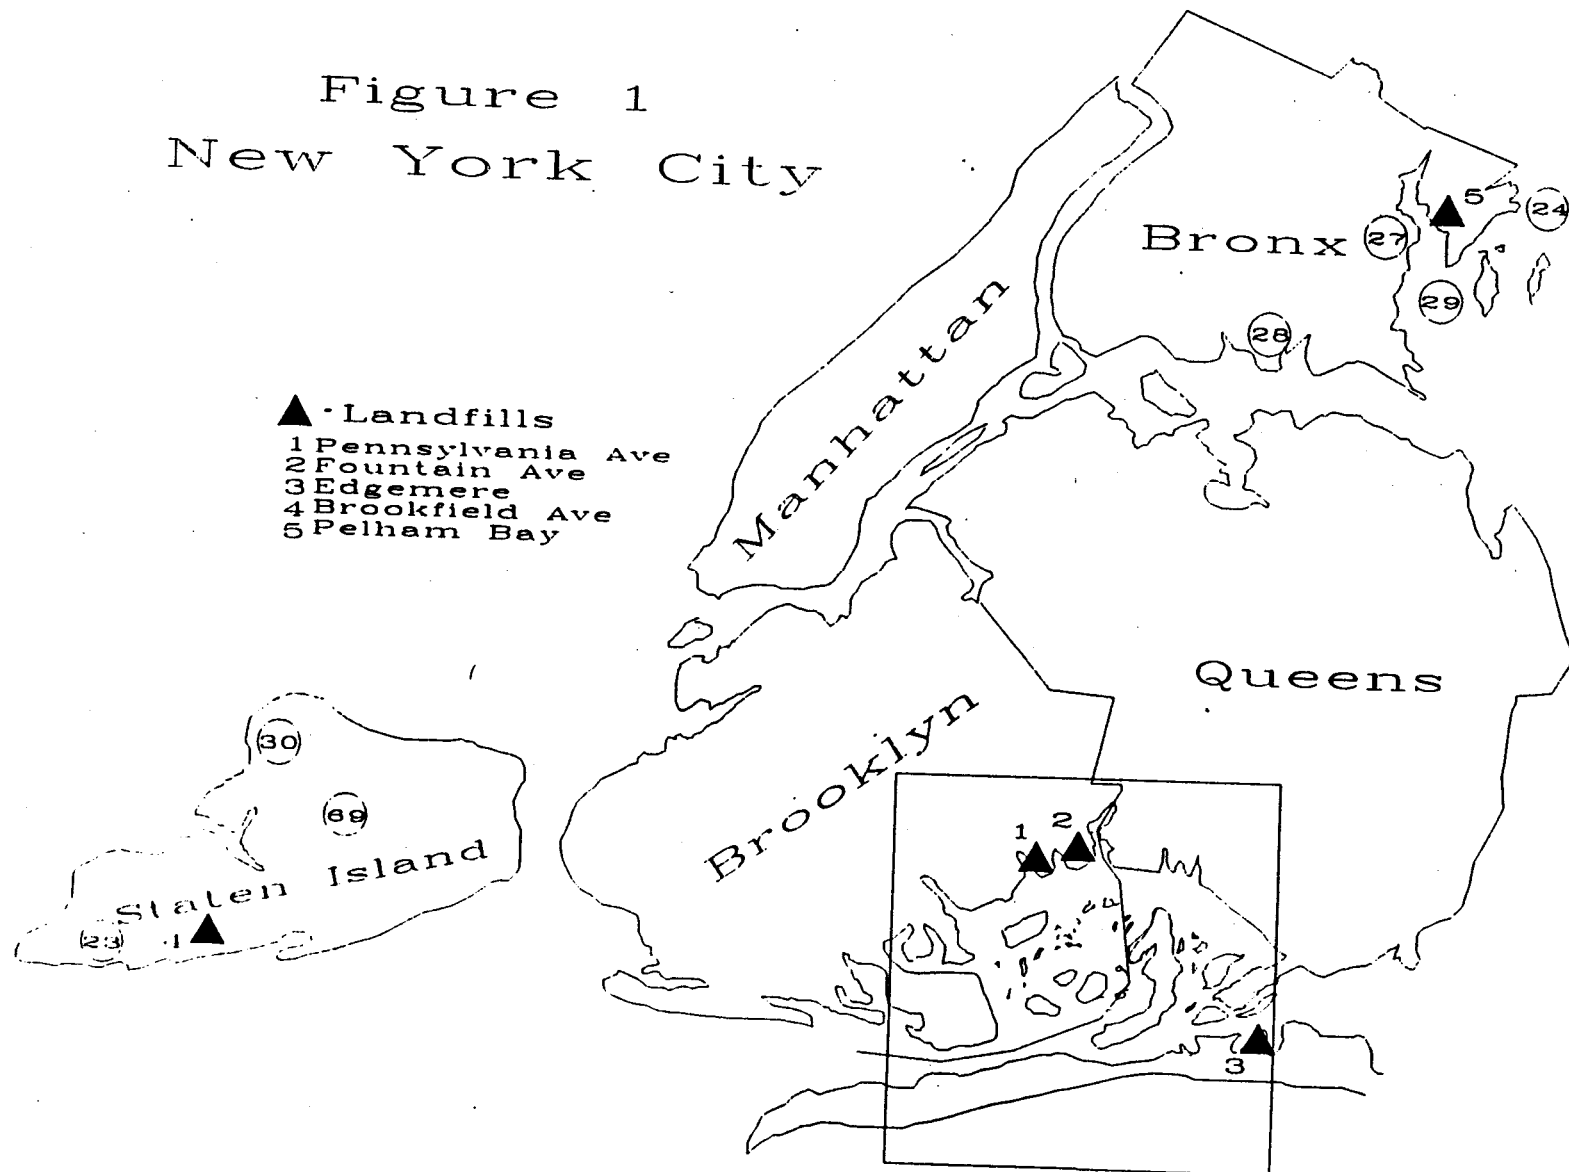 Figure 1
New York City
5
24
27
Bronx
29
28
Manhattan
Landfills
1 Pennsylvania Ave
2 Fountain Ave
3 Edgemere
4 Brookfield Ave
5 Pelham Bay
Queens
30
Brooklyn
69
1
2
Staten Island
23
3